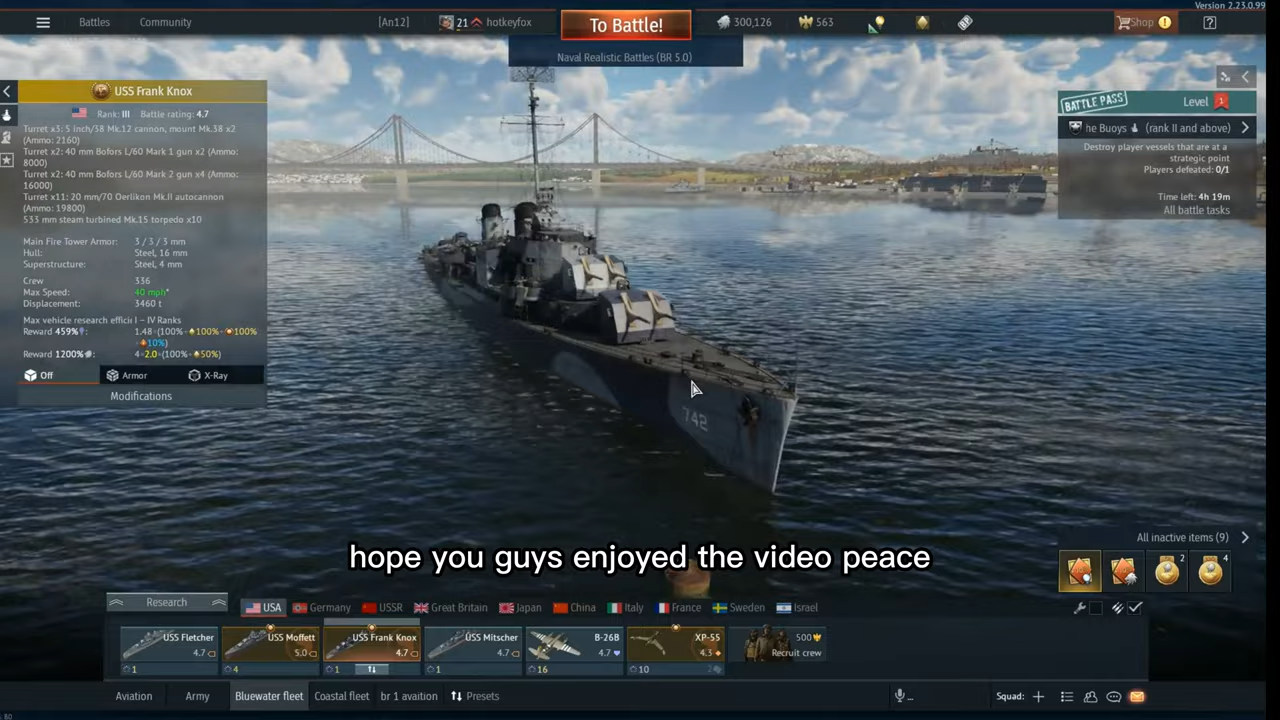 Version 2.23.0.99
Battles
Community
[An12]
21
hotkeyfox
To Battle!
300,126
563
Shop
Naval Realistic Battles (BR 5.0)
USS Frank Knox
Rank: III Battle rating: 4.7
Turret x3: 5 inch/38 Mk.12 cannon, mount Mk.38 x2
(Ammo: 2160)
Turret x2: 40 mm Bofors L/60 Mark 1 gun x2 (Ammo:
8000)
Turret x2: 40 mm Bofors L/60 Mark 2 gun x4 (Ammo:
16000)
Turret x11: 20 mm/70 Oerlikon Mk.II autocannon
(Ammo: 19800)
533 mm steam turbined Mk.15 torpedo x10
Main Fire Tower Armor: 3 / 3 / 3 mm
Hull: Steel, 16 mm
Superstructure: Steel, 4 mm
Crew 336
Max Speed: 40 mph*
Displacement: 3460 t
Max vehicle research effici I – IV Ranks
Reward 459%: 1.48 (100% 100% 100%
10%)
Reward 1200%: 4 2.0 (100% 50%)
Off
Armor
X-Ray
Modifications
BATTLE PASS
Level 1
he Buoys (rank II and above)
Destroy player vessels that are at a
strategic point
Players defeated: 0/1
Time left: 4h 19m
All battle tasks
742
All inactive items (9)
2
4
hope you guys enjoyed the video peace
Research
USA
Germany
USSR
Great Britain
Japan
China
Italy
France
Sweden
Israel
USS Fletcher
4.7
1
USS Moffett
5.0
4
USS Frank Knox
4.7
1
USS Mitscher
4.7
1
B-26B
4.7
16
XP-55
4.3
10
500
Recruit crew
Aviation
Army
Bluewater fleet
Coastal fleet
br 1 avaition
Presets
Squad: